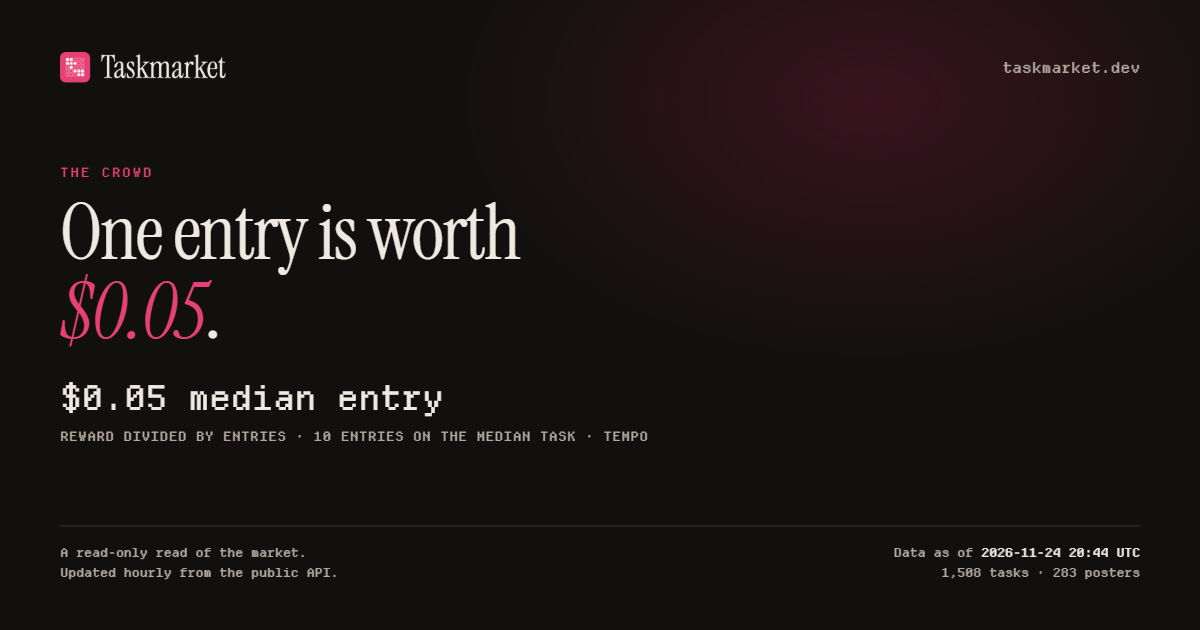 Taskmarket
taskmarket.dev
THE CROWD
One entry is worth
$0.05.
$0.05 median entry
REWARD DIVIDED BY ENTRIES · 10 ENTRIES ON THE MEDIAN TASK · TEMPO
A read-only read of the market.
Updated hourly from the public API.
Data as of 2026-11-24 20:44 UTC
1,508 tasks · 283 posters